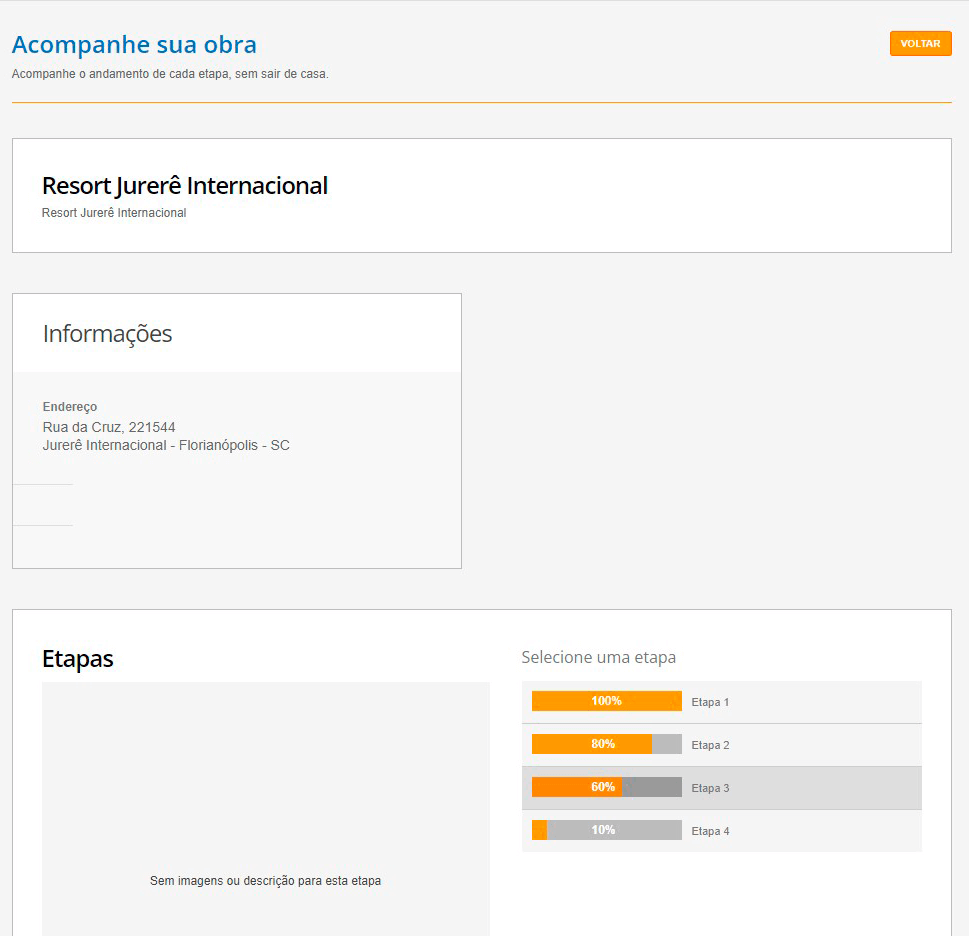 Acompanhe sua obra
VOLTAR
Acompanhe o andamento de cada etapa, sem sair de casa.
Resort Jurerê Internacional
Resort Jurerê Internacional
Informações
Endereço
Rua da Cruz, 221544
Jurerê Internacional - Florianópolis - SC
Etapas
Selecione uma etapa
100% Etapa 1
80% Etapa 2
60% Etapa 3
10% Etapa 4
Sem imagens ou descrição para esta etapa